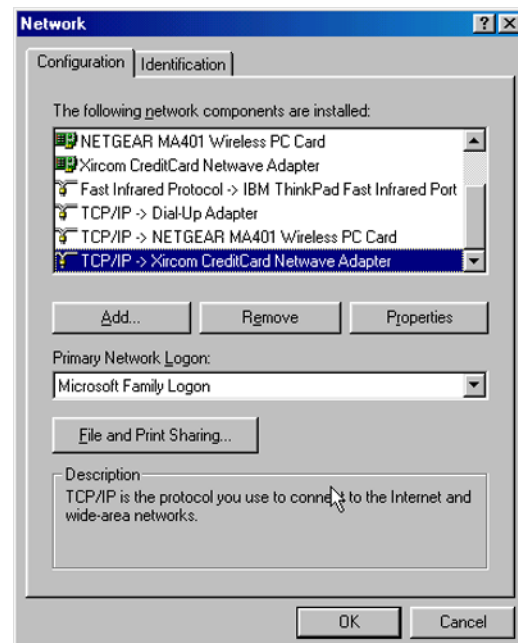 Network
Configuration
Identification
The following network components are installed:
NETGEAR MA401 Wireless PC Card
Xircom CreditCard Netwave Adapter
Fast Infrared Protocol -> IBM ThinkPad Fast Infrared Port
TCP/IP -> Dial-Up Adapter
TCP/IP -> NETGEAR MA401 Wireless PC Card
TCP/IP -> Xircom CreditCard Netwave Adapter
Add...
Remove
Properties
Primary Network Logon:
Microsoft Family Logon
File and Print Sharing...
Description
TCP/IP is the protocol you use to connect to the Internet and
wide-area networks.
OK
Cancel